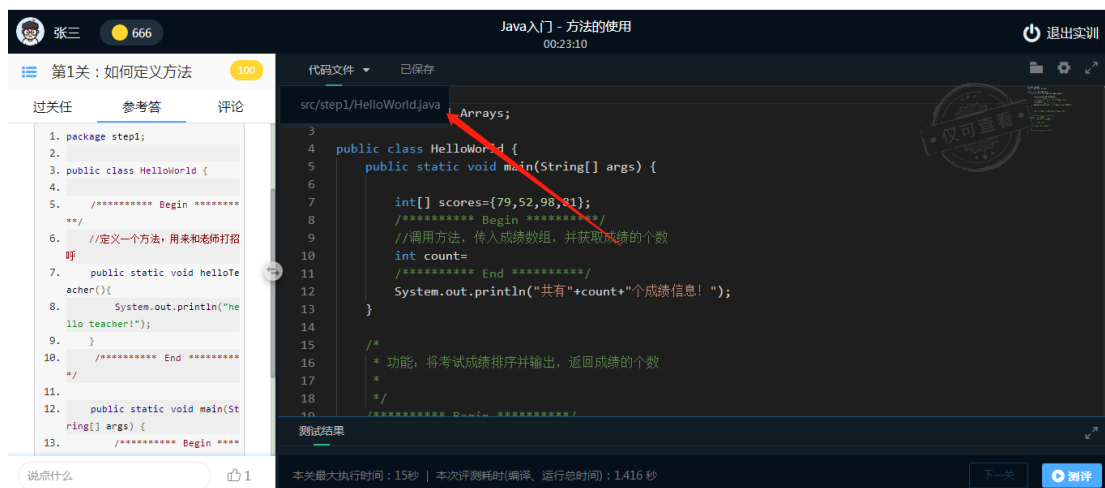 张三
666
Java入门 - 方法的使用
00:23:10
退出实训
第1关：如何定义方法
100
过关任
参考答
评论
1. package step1;
2.
3. public class HelloWorld {
4.
5. /********** Begin ********
**/
6. //定义一个方法，用来和老师打招
呼
7. public static void helloTe
acher(){
8. System.out.println("he
llo teacher!");
9. }
10. /********** End *********
*/
11.
12. public static void main(St
ring[] args) {
13. /********** Begin ****
说点什么
1
代码文件
已保存
src/step1/HelloWorld.java
Arrays;
仅可查看
3
4 public class HelloWorld {
5 public static void main(String[] args) {
6
7 int[] scores={79,52,98,81};
8 /********** Begin **********/
9 //调用方法，传入成绩数组，并获取成绩的个数
10 int count=
11 /********** End **********/
12 System.out.println("共有"+count+"个成绩信息！");
13 }
14
15 /*
16 * 功能：将考试成绩排序并输出，返回成绩的个数
17 *
18 */
19 /********** Begin **********/
测试结果
本关最大执行时间：15秒 | 本次评测耗时(编译、运行总时间)：1.416 秒
下一关
测评